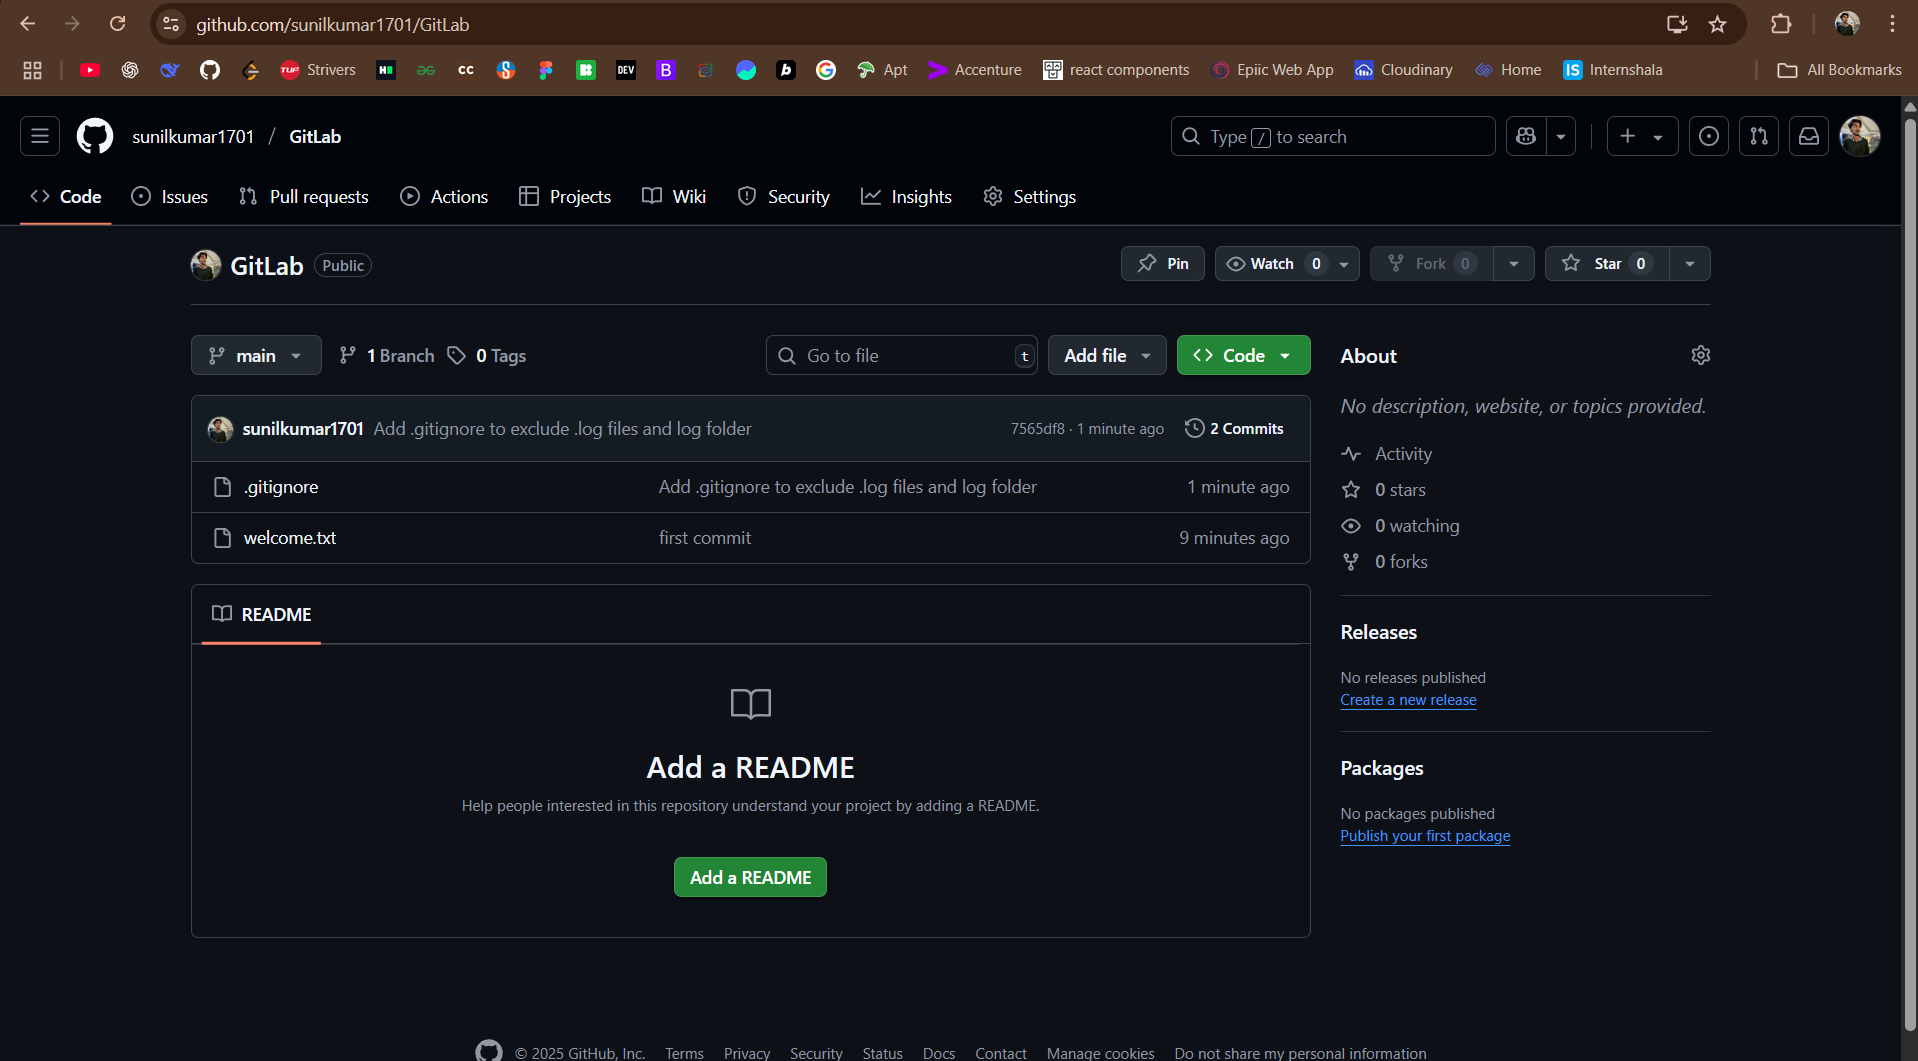 github.com/sunilkumar1701/GitLab
TUF Strivers CC DEV B b G Apt Accenture react components Epiic Web App Cloudinary Home IS Internshala All Bookmarks
sunilkumar1701 / GitLab Type / to search
Code Issues Pull requests Actions Projects Wiki Security Insights Settings
GitLab Public Pin Watch 0 Fork 0 Star 0
main 1 Branch 0 Tags Go to file t Add file Code
About
sunilkumar1701 Add .gitignore to exclude .log files and log folder 7565df8 · 1 minute ago 2 Commits
.gitignore Add .gitignore to exclude .log files and log folder 1 minute ago
welcome.txt first commit 9 minutes ago
No description, website, or topics provided.
Activity
0 stars
0 watching
0 forks
README
Add a README
Help people interested in this repository understand your project by adding a README.
Add a README
Releases
No releases published
Create a new release
Packages
No packages published
Publish your first package
© 2025 GitHub, Inc. Terms Privacy Security Status Docs Contact Manage cookies Do not share my personal information